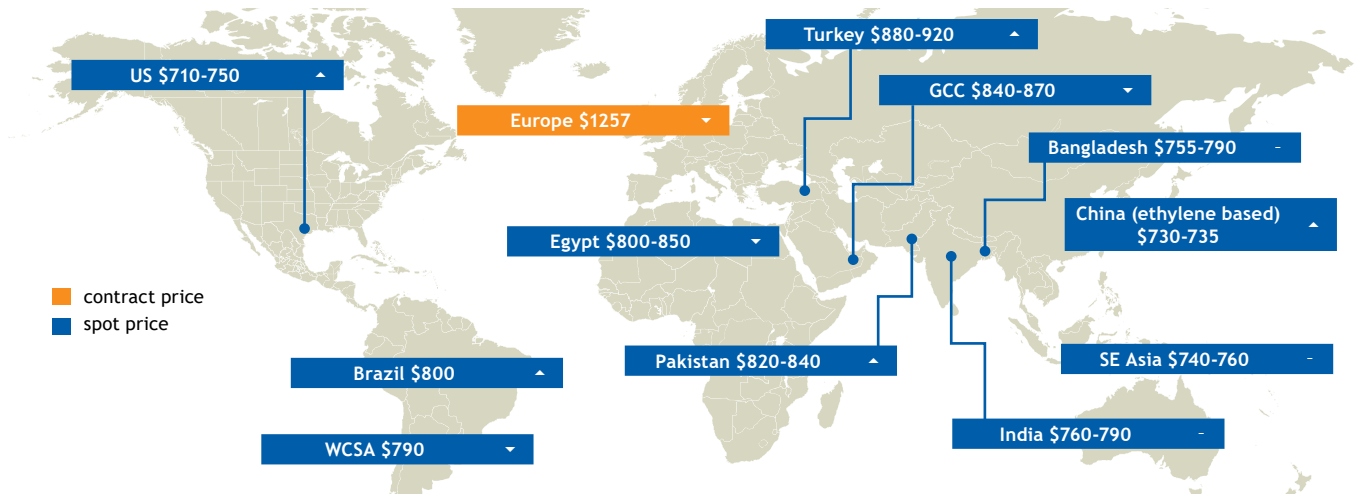 Turkey $880-920
US $710-750
GCC $840-870
Europe $1257
Bangladesh $755-790 –
China (ethylene based)
$730-735
Egypt $800-850
contract price
spot price
Pakistan $820-840
SE Asia $740-760 –
Brazil $800
India $760-790 –
WCSA $790